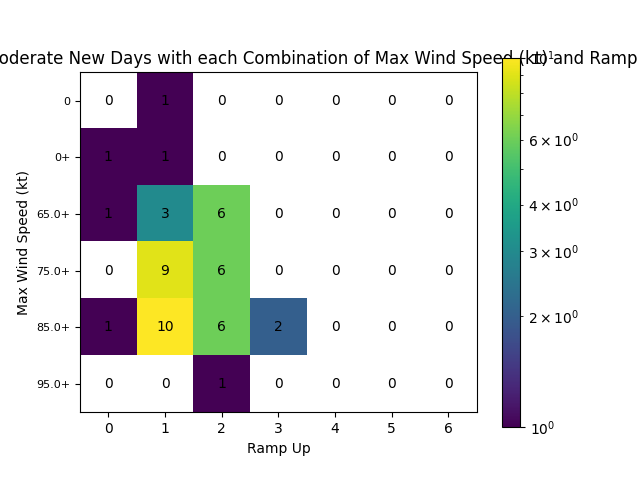 oderate New Days with each Combination of Max Wind Speed (kt) and Ramp
Max Wind Speed (kt)
0 0 1 0 0 0 0 0
0+ 1 1 0 0 0 0 0
65.0+ 1 3 6 0 0 0 0
75.0+ 0 9 6 0 0 0 0
85.0+ 1 10 6 2 0 0 0
95.0+ 0 0 1 0 0 0 0
0 1 2 3 4 5 6
Ramp Up
10¹
6 × 10⁰
4 × 10⁰
3 × 10⁰
2 × 10⁰
10⁰